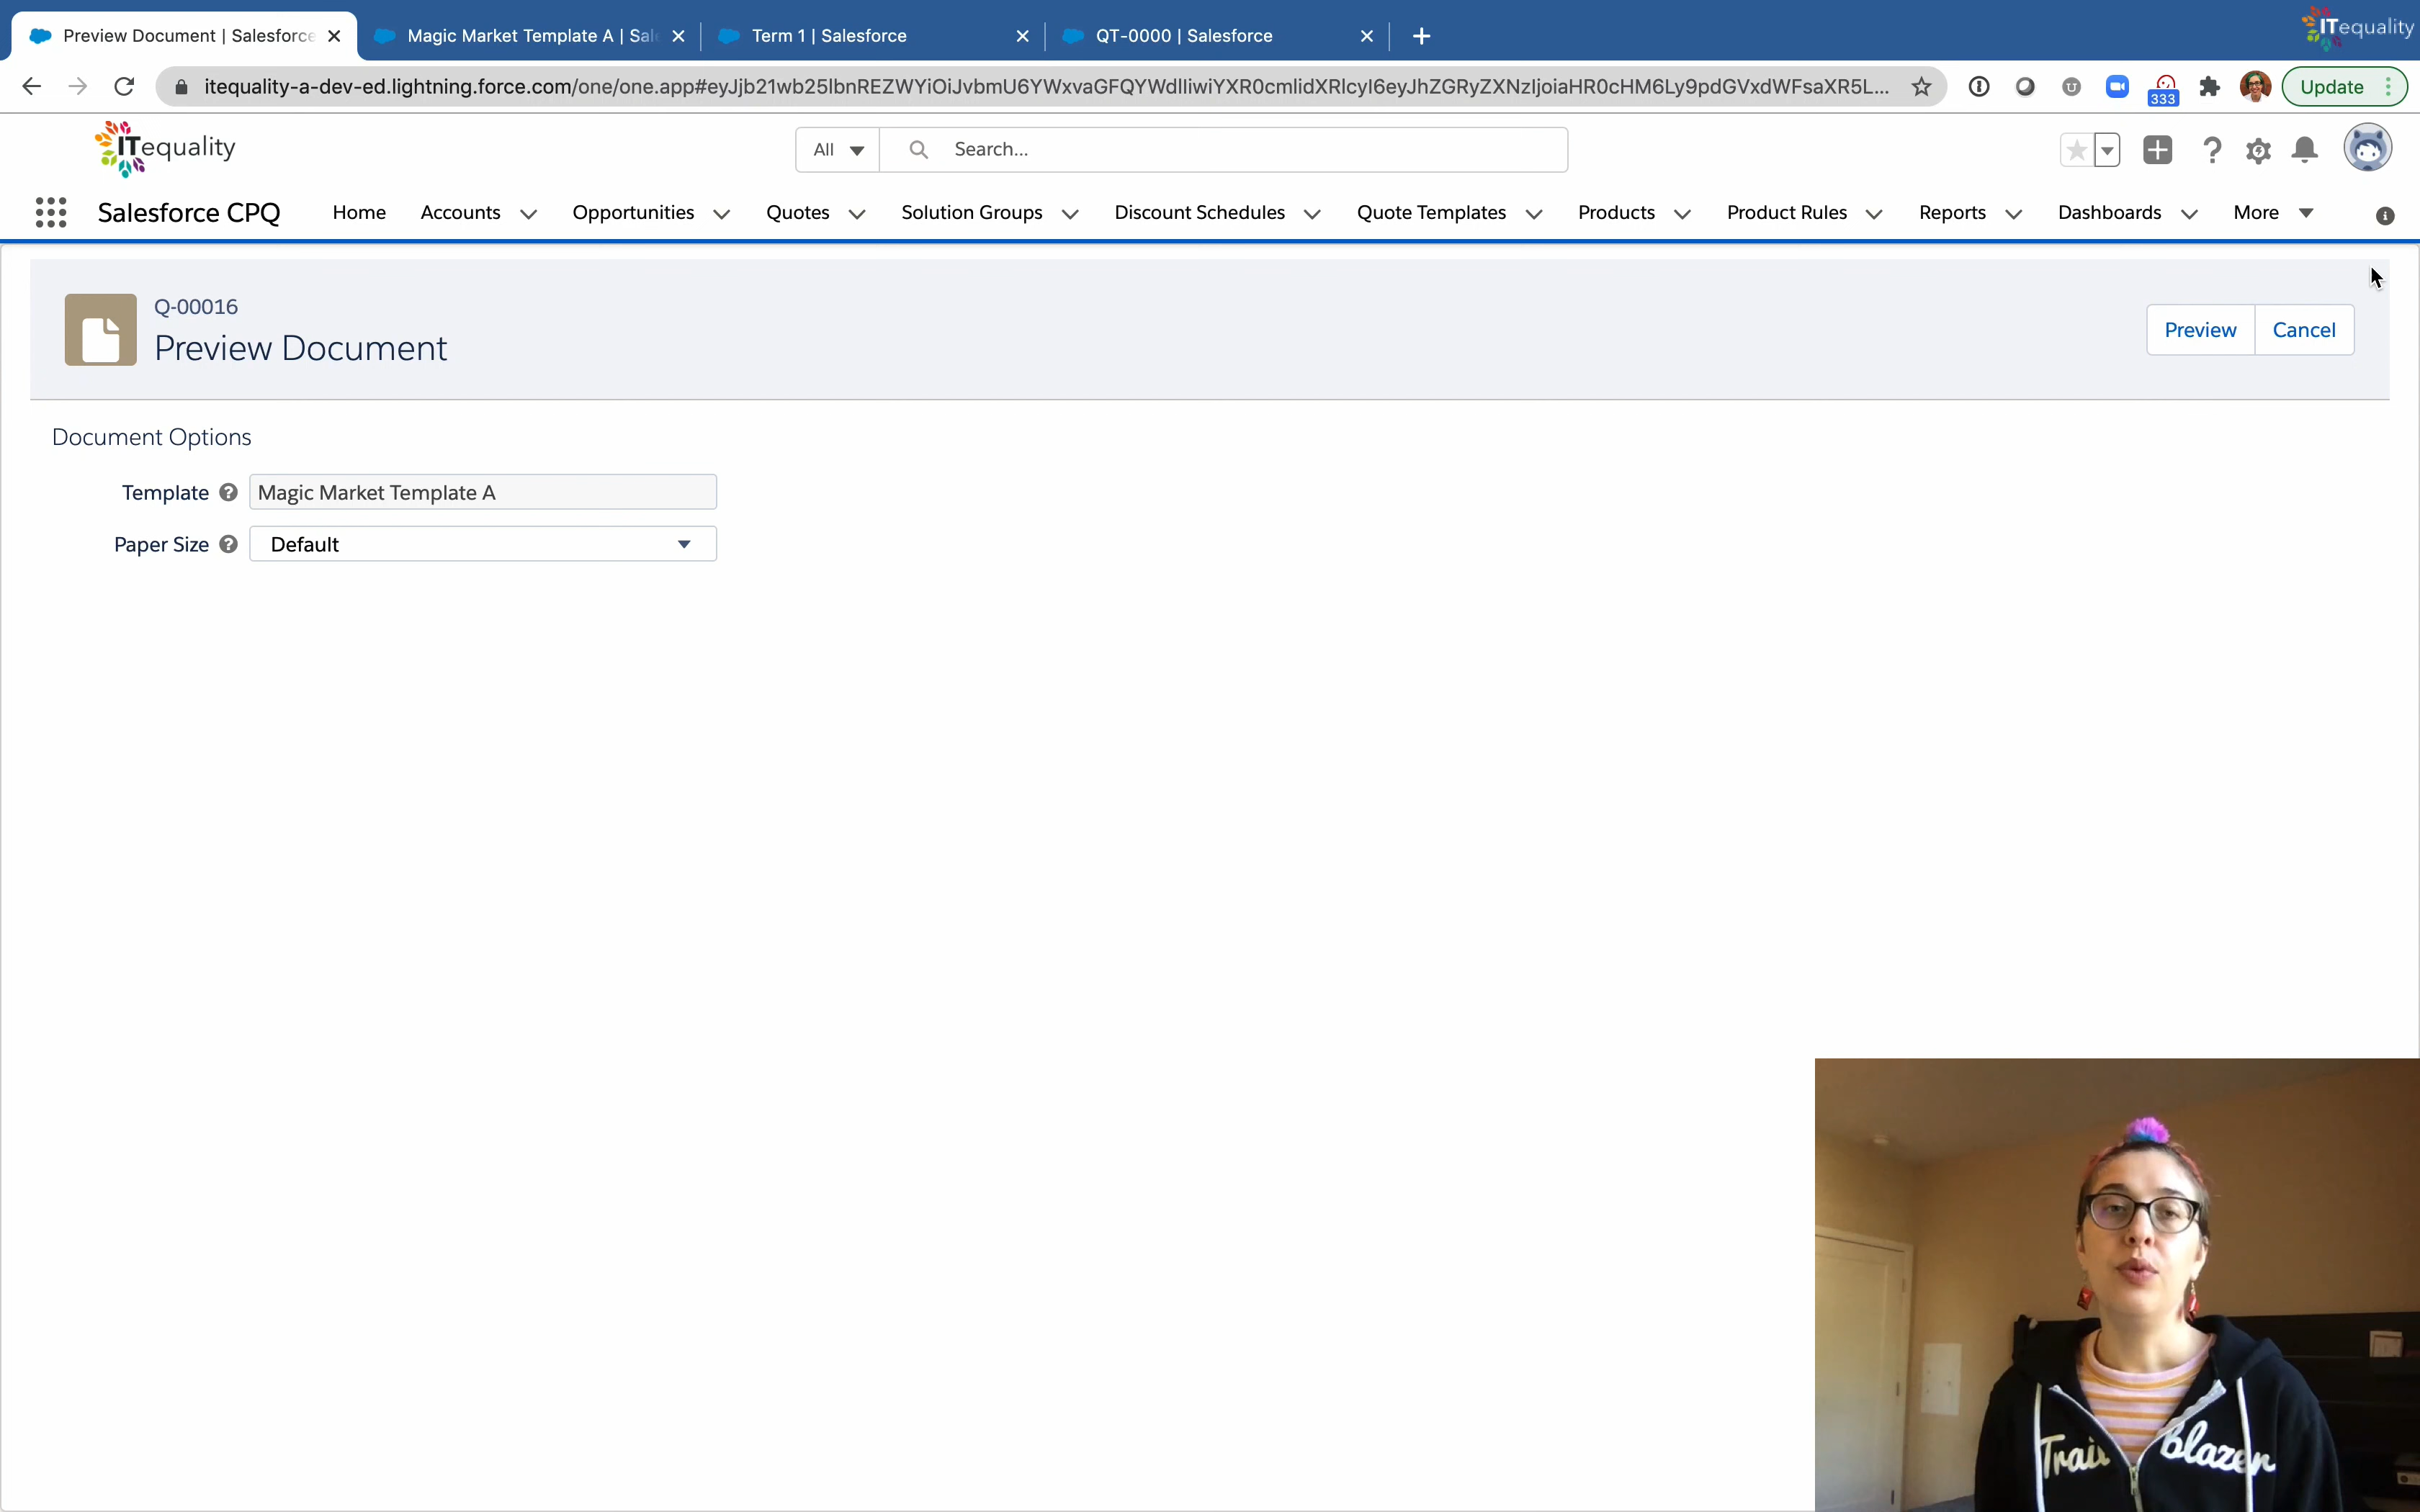 Preview Document | Salesforce
Magic Market Template A | Sal
Term 1 | Salesforce
QT-0000 | Salesforce
ITequality
itequality-a-dev-ed.lightning.force.com/one/one.app#eyJjb21wb25lbnREZWYiOiJvbmU6YWxvaGFQYWdlIiwiYXR0cmlidXRlcyI6eyJhZGRyZXNzIjoiaHR0cHM6Ly9pdGVxdWFsaXR5L...
333
Update
ITequality
All
Search...
Salesforce CPQ
Home
Accounts
Opportunities
Quotes
Solution Groups
Discount Schedules
Quote Templates
Products
Product Rules
Reports
Dashboards
More
Q-00016
Preview Document
Preview
Cancel
Document Options
Template
Magic Market Template A
Paper Size
Default
Trailblazer